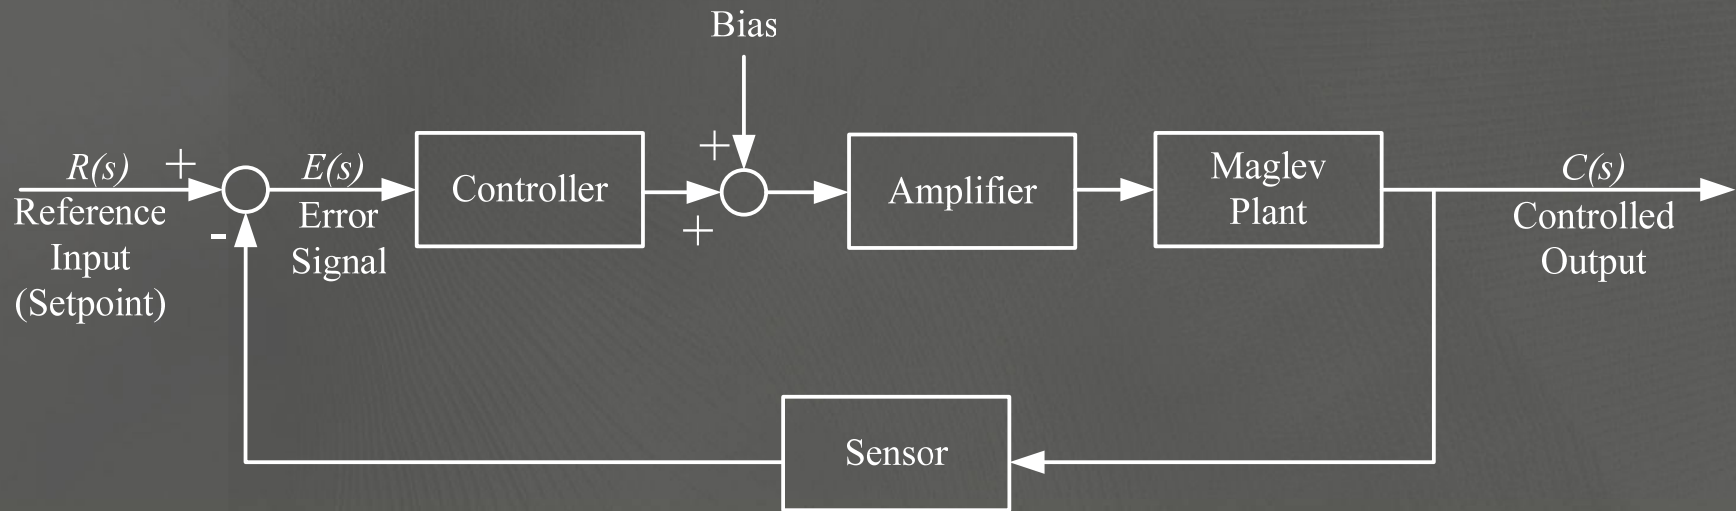 Bias
R(s)
+
Reference
Input
(Setpoint)
-
E(s)
Error
Signal
Controller
+
+
Amplifier
Maglev
Plant
C(s)
Controlled
Output
Sensor